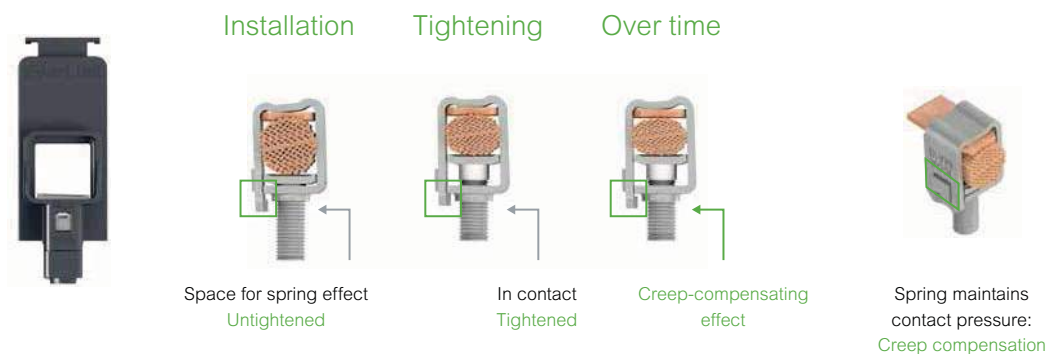 Installation
Tightening
Over time
Space for spring effect
Untightened
In contact
Tightened
Creep-compensating
effect
Spring maintains
contact pressure:
Creep compensation